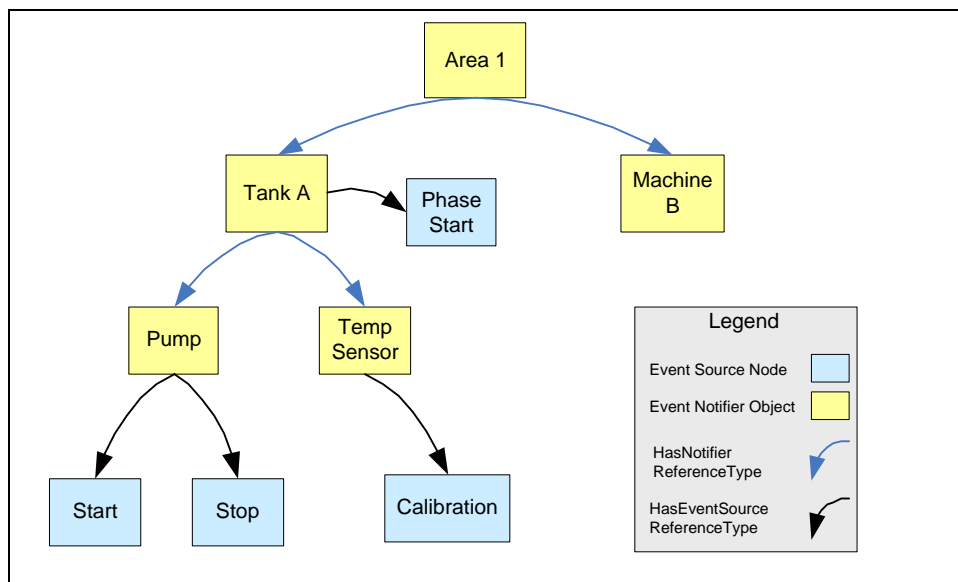 Area 1
Tank A
Phase
Start
Machine
B
Pump
Temp
Sensor
Start
Stop
Calibration
Legend
Event Source Node
Event Notifier Object
HasNotifier
ReferenceType
HasEventSource
ReferenceType